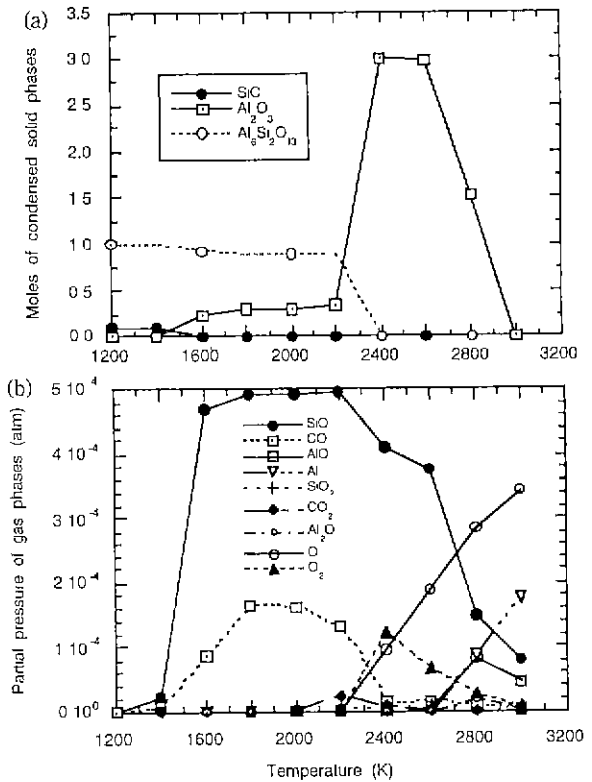 (a)
3.5
3.0
2.5
2.0
1.5
1.0
0.5
0.0
Moles of condensed solid phases
SiC
Al2O3
Al6Si2O13
1200 1600 2000 2400 2800 3200
(b)
5 10-4
4 10-4
3 10-4
2 10-4
1 10-4
0 100
Partial pressure of gas phases (atm)
SiO
CO
AlO
Al
CO2
Al2O
O
O2
1200 1600 2000 2400 2800 3200
Temperature (K)